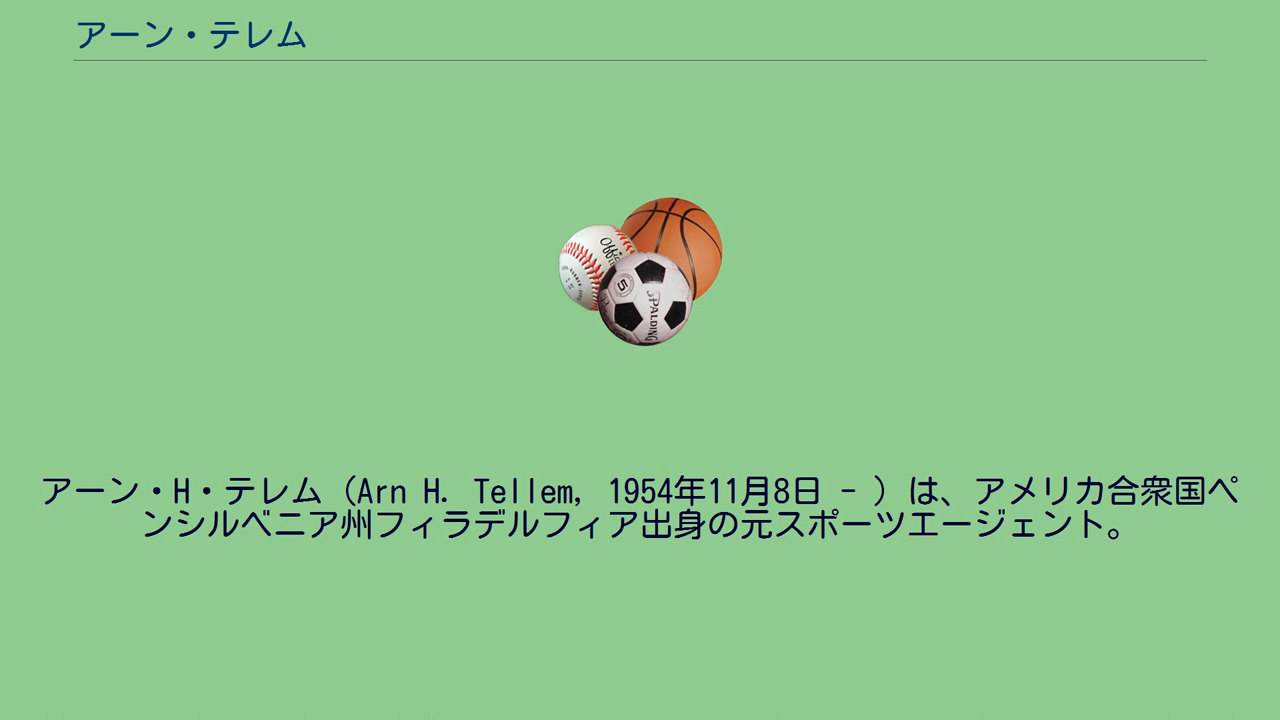 アーン・テレム
Offi
5
SPALDING
アーン・H・テレム（Arn H. Tellem, 1954年11月8日 - ）は、アメリカ合衆国ペ
ンシルベニア州フィラデルフィア出身の元スポーツエージェント。